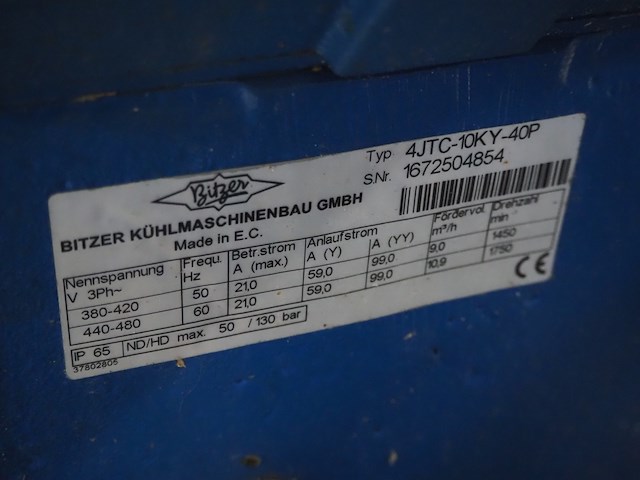 Bitzer
Typ 4JTC-10KY-40P
S.Nr. 1672504854
BITZER KÜHLMASCHINENBAU GMBH
Made in E.C.
Nennspannung Frequ. Betr.strom Anlaufstrom Fördervol. Drehzahl
V 3Ph~ Hz A (max.) A (Y) A (YY) m³/h min
380-420 50 21,0 59,0 99,0 9,0 1450
440-480 60 21,0 59,0 99,0 10,9 1750
IP 65 ND/HD max. 50 / 130 bar
CE
37802805